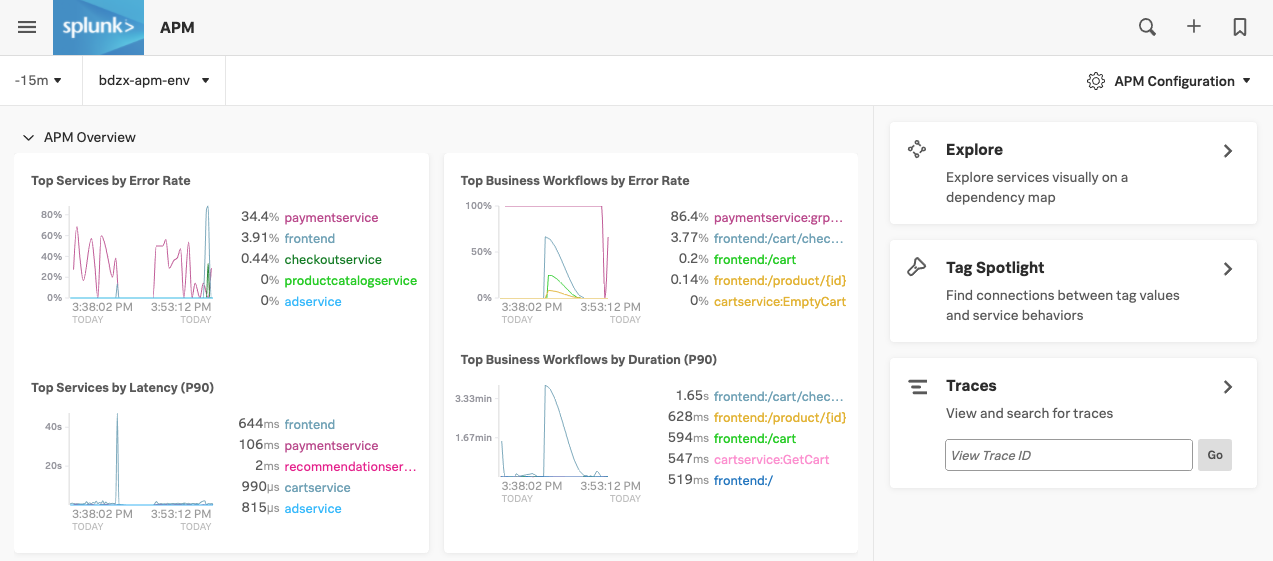 splunk> APM
-15m
bdzx-apm-env
APM Configuration
APM Overview
Top Services by Error Rate
80%
60%
40%
20%
0%
3:38:02 PM
TODAY
3:53:12 PM
TODAY
34.4% paymentservice
3.91% frontend
0.44% checkoutservice
0% productcatalogservice
0% adservice
Top Services by Latency (P90)
40s
20s
3:38:02 PM
TODAY
3:53:12 PM
TODAY
644ms frontend
106ms paymentservice
2ms recommendationser...
990µs cartservice
815µs adservice
Top Business Workflows by Error Rate
100%
50%
0%
3:38:02 PM
TODAY
3:53:12 PM
TODAY
86.4% paymentservice:grp...
3.77% frontend:/cart/chec...
0.2% frontend:/cart
0.14% frontend:/product/{id}
0% cartservice:EmptyCart
Top Business Workflows by Duration (P90)
3.33min
1.67min
3:38:02 PM
TODAY
3:53:12 PM
TODAY
1.65s frontend:/cart/chec...
628ms frontend:/product/{id}
594ms frontend:/cart
547ms cartservice:GetCart
519ms frontend:/
Explore
Explore services visually on a
dependency map
Tag Spotlight
Find connections between tag values
and service behaviors
Traces
View and search for traces
View Trace ID
Go